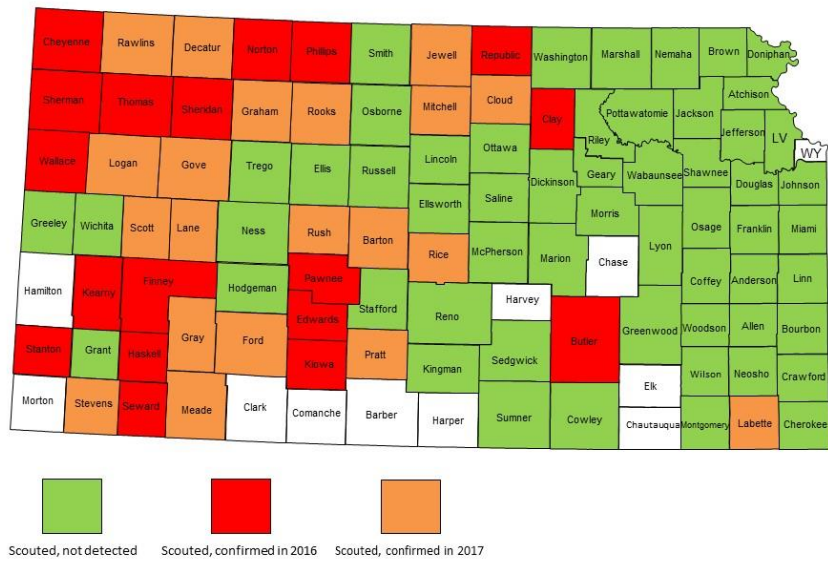 Cheyenne Rawlins Decatur Norton Phillips Smith Jewell Republic Washington Marshall Nemaha Brown Doniphan
Atchison
Sherman Thomas Sheridan Graham Rooks Osborne Mitchell Cloud Clay Riley Pottawatomie Jackson Jefferson LV
WY
Wallace Logan Gove Trego Ellis Russell Lincoln Ottawa Dickinson Geary Wabaunsee Shawnee Douglas Johnson
Ellsworth Saline Morris
Greeley Wichita Scott Lane Ness Rush Barton Rice McPherson Marion Chase Lyon Osage Franklin Miami
Hamilton Kearny Finney Hodgeman Pawnee Stafford Reno Harvey Coffey Anderson Linn
Edwards
Stanton Grant Haskell Gray Ford Kiowa Pratt Kingman Sedgwick Butler Greenwood Woodson Allen Bourbon
Elk Wilson Neosho Crawford
Morton Stevens Seward Meade Clark Comanche Barber Harper Sumner Cowley Chautauqua Montgomery Labette Cherokee
Scouted, not detected Scouted, confirmed in 2016 Scouted, confirmed in 2017